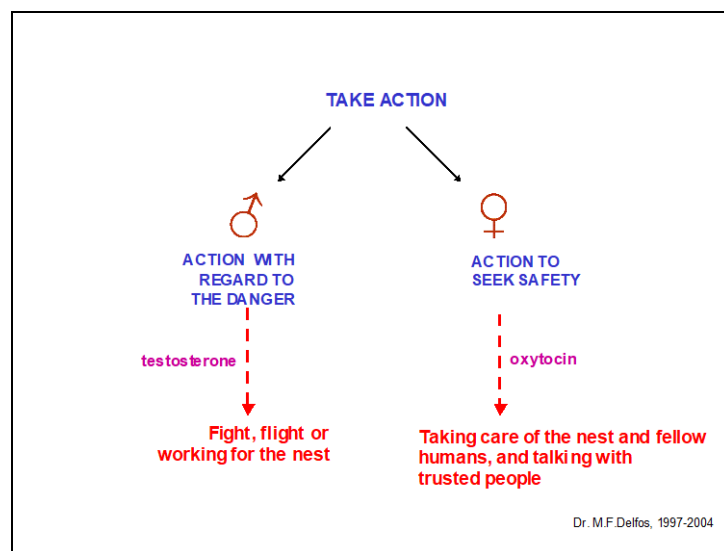 TAKE ACTION
ACTION WITH
REGARD TO
THE DANGER
ACTION TO
SEEK SAFETY
testosterone
oxytocin
Fight, flight or
working for the nest
Taking care of the nest and fellow
humans, and talking with
trusted people
Dr. M.F.Delfos, 1997-2004